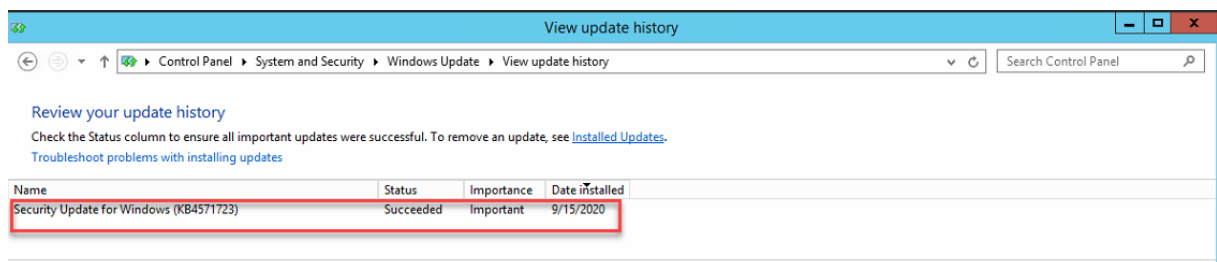 View update history
Control Panel System and Security Windows Update View update history Search Control Panel
Review your update history
Check the Status column to ensure all important updates were successful. To remove an update, see Installed Updates.
Troubleshoot problems with installing updates
Name Status Importance Date installed
Security Update for Windows (KB4571723) Succeeded Important 9/15/2020